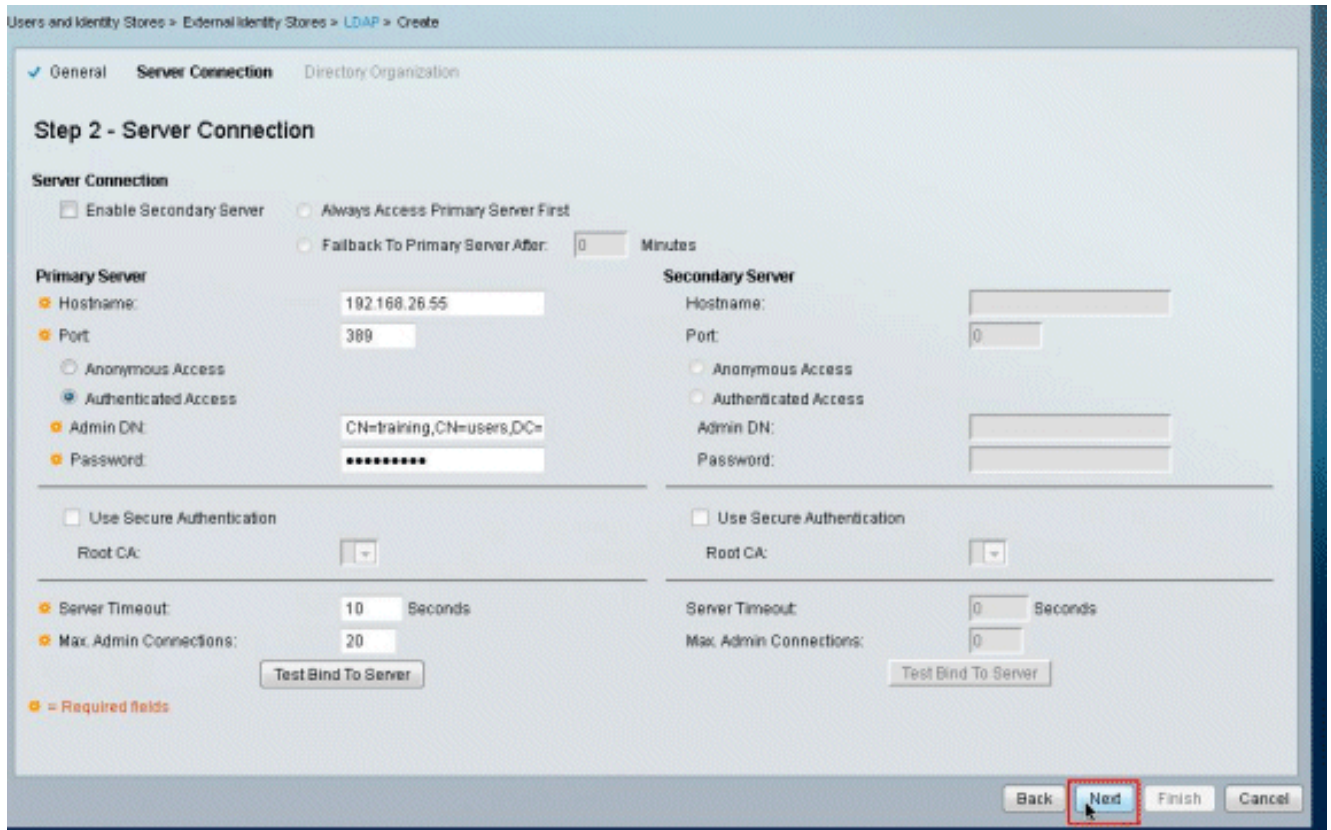 Users and Identity Stores > External Identity Stores > LDAP > Create
General Server Connection Directory Organization
Step 2 - Server Connection
Server Connection
Enable Secondary Server Always Access Primary Server First
Failback To Primary Server After: 0 Minutes
Primary Server Secondary Server
Hostname: 192.168.26.55 Hostname:
Port: 389 Port: 0
Anonymous Access Anonymous Access
Authenticated Access Authenticated Access
Admin DN: CN=training,CN=users,DC= Admin DN:
Password: ••••••••• Password:
Use Secure Authentication Use Secure Authentication
Root CA: Root CA:
Server Timeout: 10 Seconds Server Timeout: 0 Seconds
Max. Admin Connections: 20 Max. Admin Connections: 0
Test Bind To Server Test Bind To Server
= Required fields
Back Next Finish Cancel